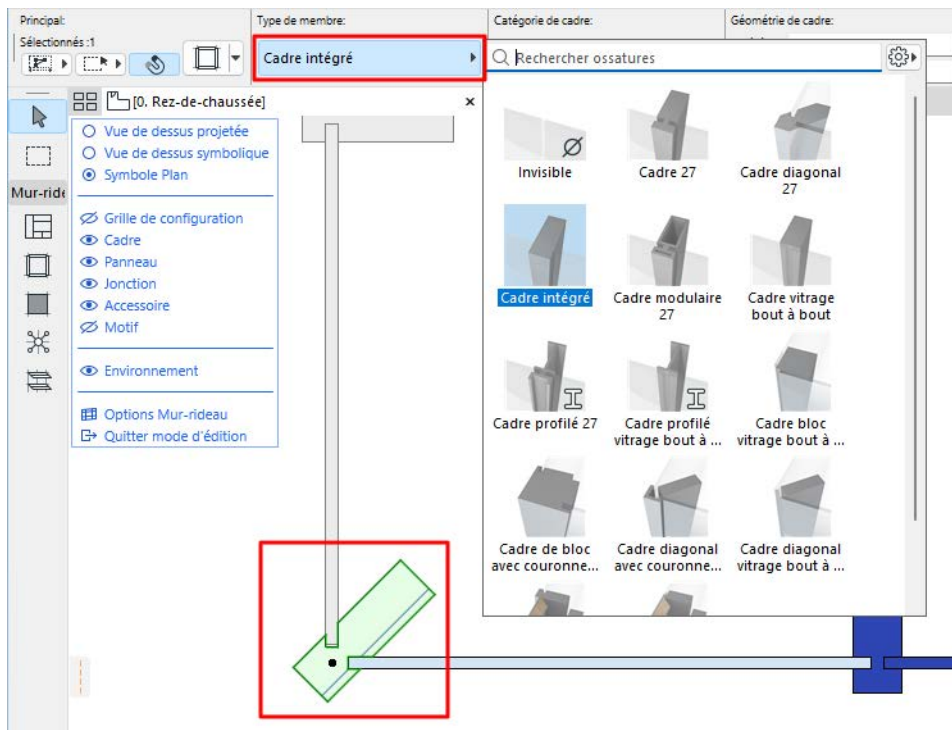 Principal:
Type de membre:
Catégorie de cadre:
Géométrie de cadre:
Sélectionnés :1
Cadre intégré
Rechercher ossatures
[0. Rez-de-chaussée]
Vue de dessus projetée
Vue de dessus symbolique
Symbole Plan
Mur-ride
Grille de configuration
Cadre
Panneau
Jonction
Accessoire
Motif
Environnement
Options Mur-rideau
Quitter mode d'édition
Invisible
Cadre 27
Cadre diagonal
27
Cadre intégré
Cadre modulaire
27
Cadre vitrage
bout à bout
Cadre profilé 27
Cadre profilé
vitrage bout à ...
Cadre bloc
vitrage bout à ...
Cadre de bloc
avec couronne...
Cadre diagonal
avec couronne...
Cadre diagonal
vitrage bout à ...